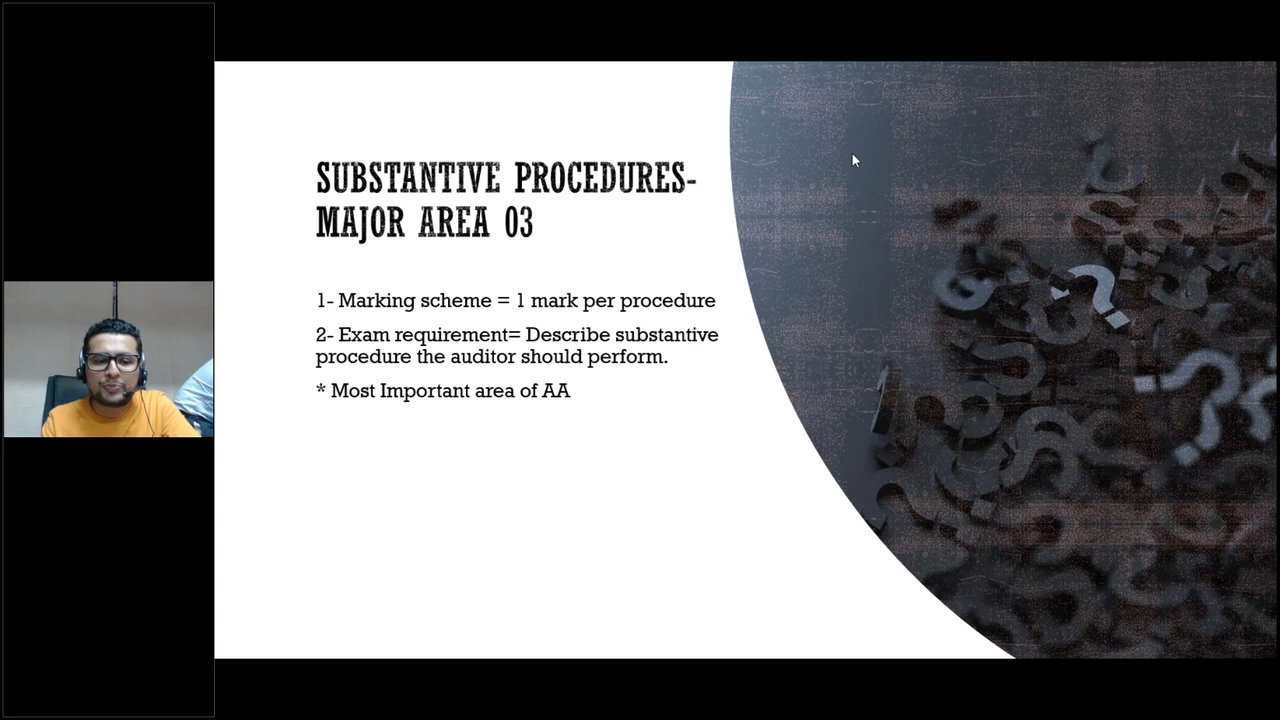 SUBSTANTIVE PROCEDURES-
MAJOR AREA 03
1- Marking scheme = 1 mark per procedure
2- Exam requirement= Describe substantive
procedure the auditor should perform.
* Most Important area of AA